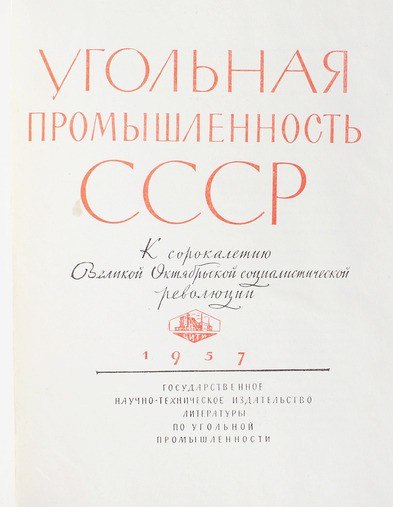 УГОЛЬНАЯ
ПРОМЫШЛЕННОСТЬ
СССР
К сорокалетию
Великой Октябрьской социалистической
революции
1957
ГОСУДАРСТВЕННОЕ
НАУЧНО-ТЕХНИЧЕСКОЕ ИЗДАТЕЛЬСТВО
ЛИТЕРАТУРЫ
ПО УГОЛЬНОЙ
ПРОМЫШЛЕННОСТИ